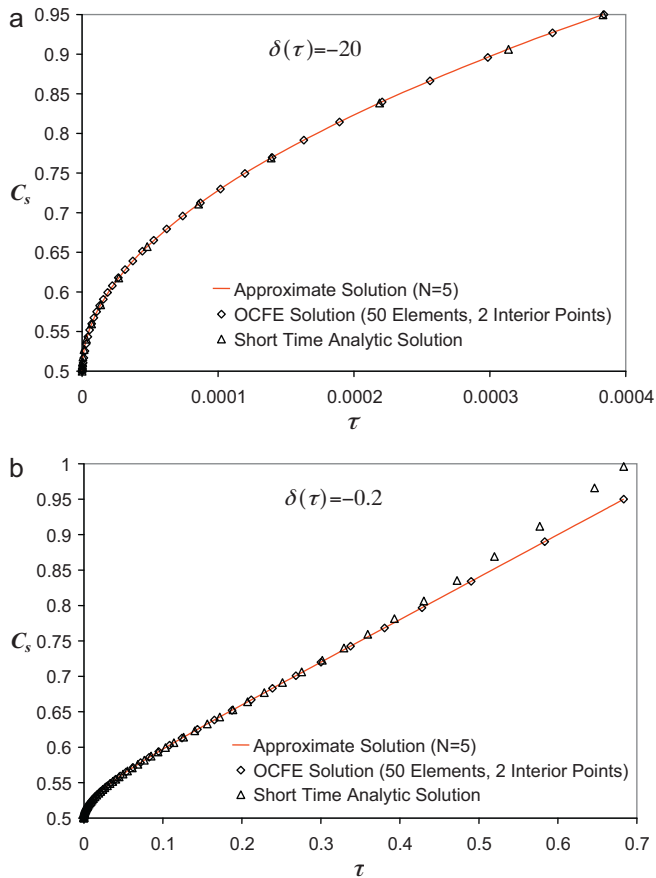 a
0.95
0.9
0.85
0.8
0.75
0.7
0.65
0.6
0.55
0.5
C_s
δ(τ)=−20
Approximate Solution (N=5)
OCFE Solution (50 Elements, 2 Interior Points)
Short Time Analytic Solution
0 0.0001 0.0002 0.0003 0.0004
τ
b
1
0.95
0.9
0.85
0.8
0.75
0.7
0.65
0.6
0.55
0.5
C_s
δ(τ)=−0.2
Approximate Solution (N=5)
OCFE Solution (50 Elements, 2 Interior Points)
Short Time Analytic Solution
0 0.1 0.2 0.3 0.4 0.5 0.6 0.7
τ